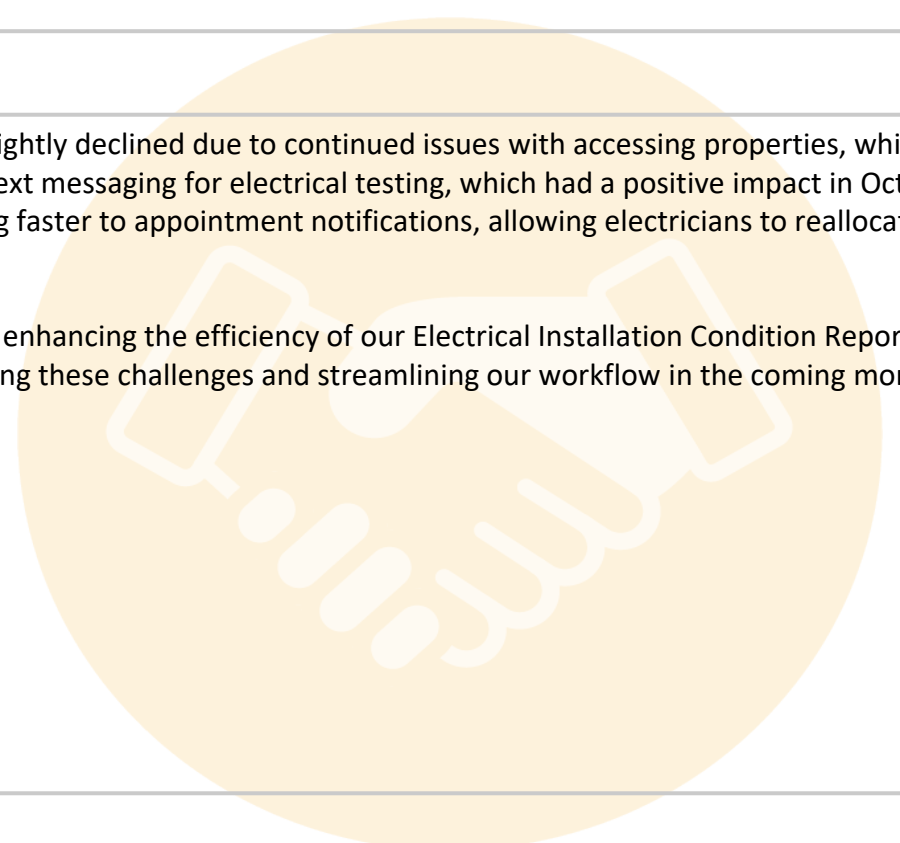 ightly declined due to continued issues with accessing properties, whi
ext messaging for electrical testing, which had a positive impact in Oct
g faster to appointment notifications, allowing electricians to reallocat
enhancing the efficiency of our Electrical Installation Condition Repor
ng these challenges and streamlining our workflow in the coming mor